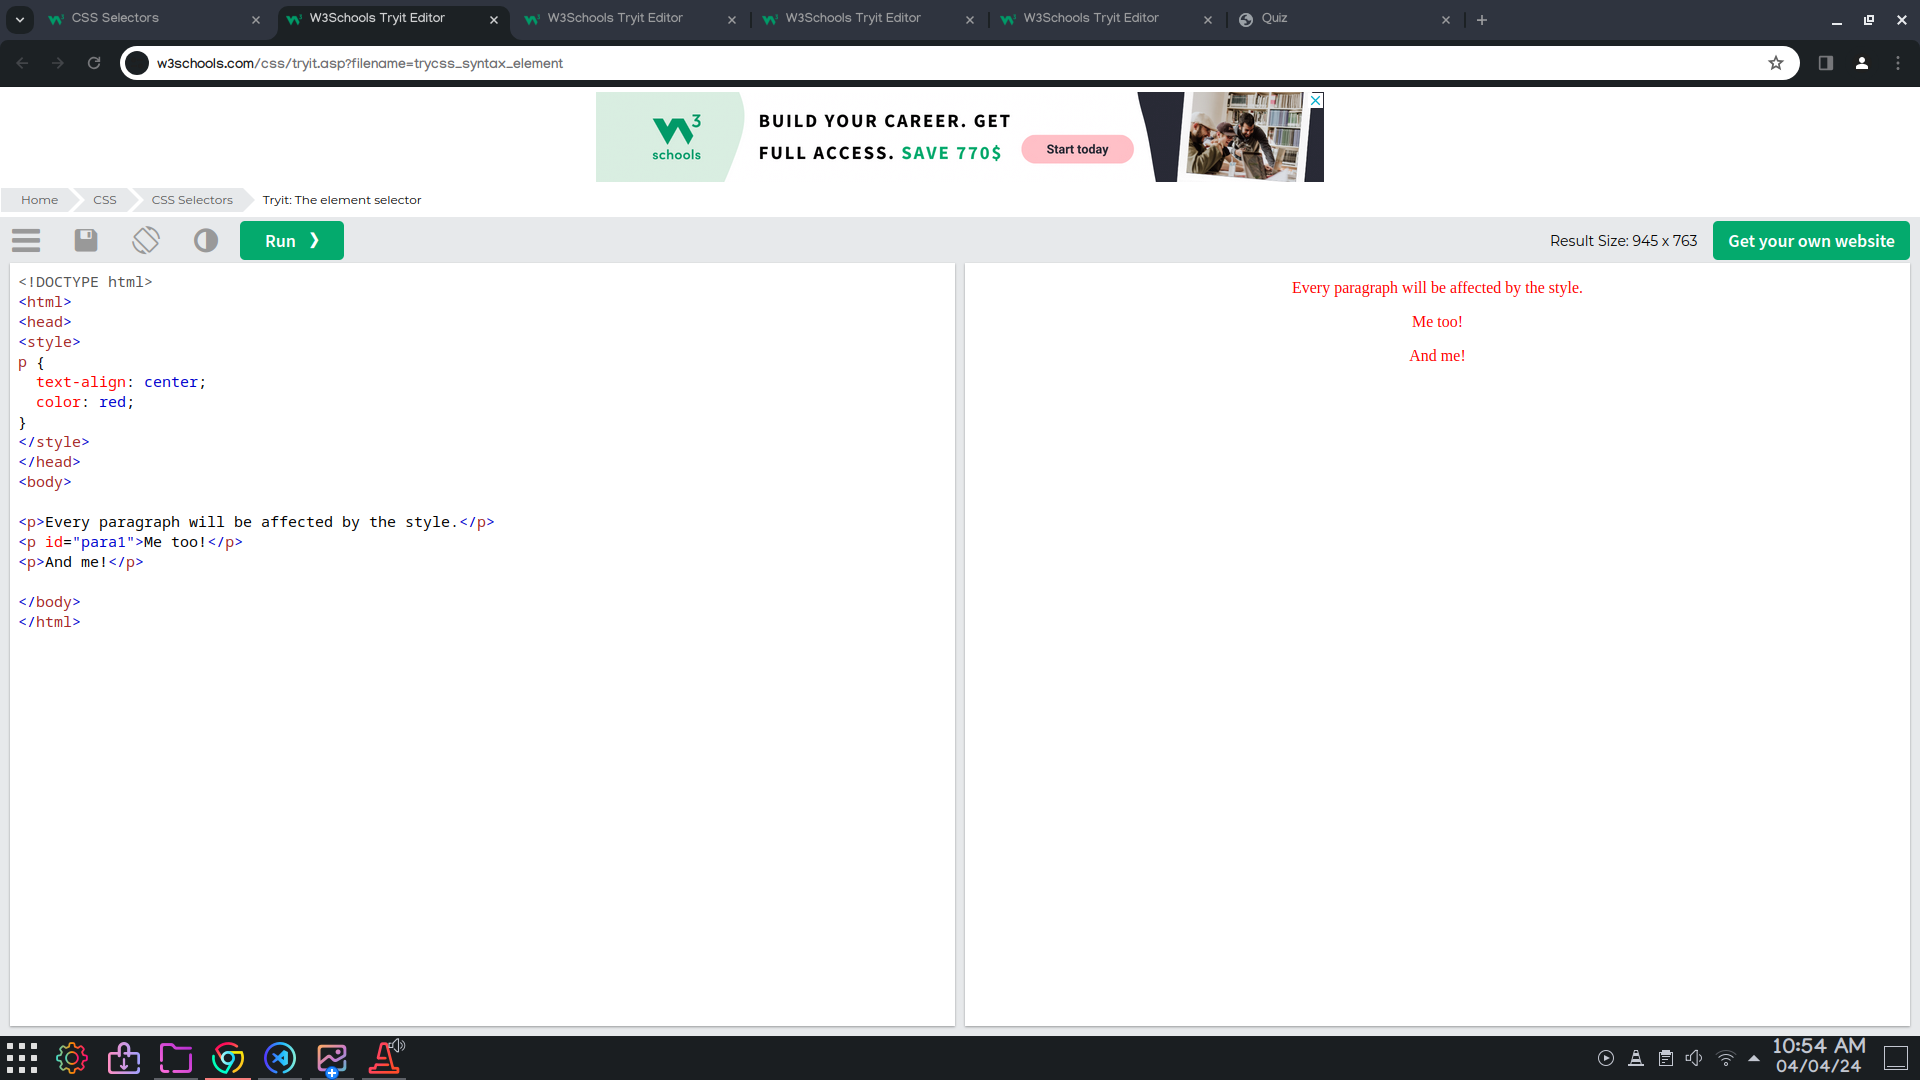 CSS Selectors
W3Schools Tryit Editor
W3Schools Tryit Editor
W3Schools Tryit Editor
W3Schools Tryit Editor
Quiz
w3schools.com/css/tryit.asp?filename=trycss_syntax_element
3
schools
BUILD YOUR CAREER. GET
FULL ACCESS. SAVE 770$
Start today
Home
CSS
CSS Selectors
Tryit: The element selector
Run ❯
Result Size: 945 x 763
Get your own website
<!DOCTYPE html>
<html>
<head>
<style>
p {
  text-align: center;
  color: red;
}
</style>
</head>
<body>
<p>Every paragraph will be affected by the style.</p>
<p id="para1">Me too!</p>
<p>And me!</p>
</body>
</html>
Every paragraph will be affected by the style.
Me too!
And me!
10:54 AM
04/04/24